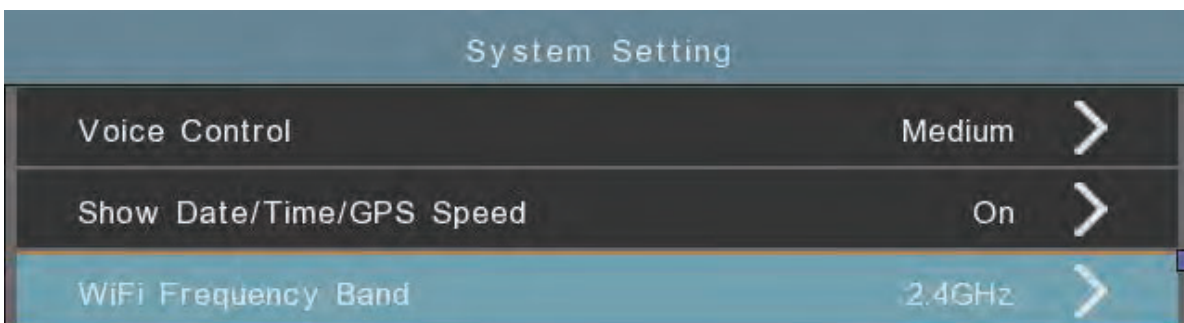 System Setting
Voice Control Medium
Show Date/Time/GPS Speed On
WiFi Frequency Band 2.4GHz